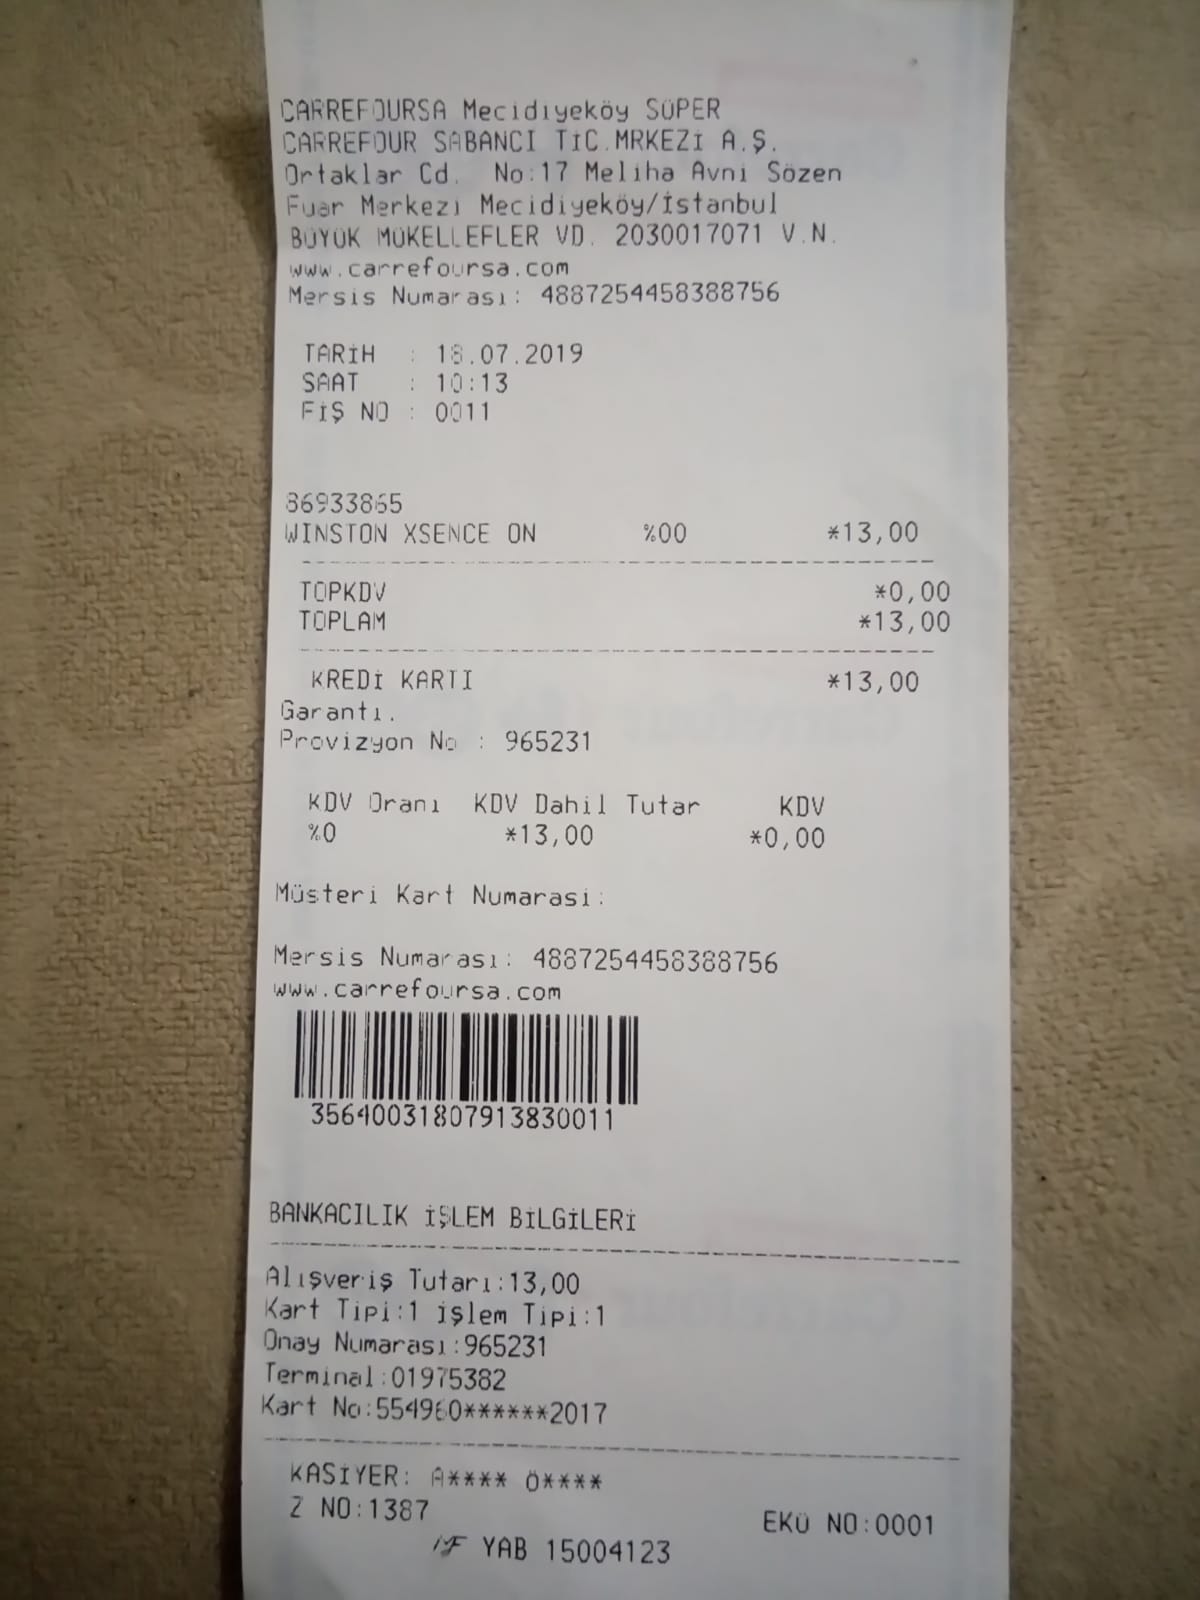 CARREFOURSA Mecidiyeköy SÜPER
CARREFOUR SABANCI TİC.MRKEZİ A.Ş.
Ortaklar Cd. No:17 Meliha Avni Sözen
Fuar Merkezi Mecidiyeköy/İstanbul
BÜYÜK MÜKELLEFLER VD. 2030017071 V.N.
www.carrefoursa.com
Mersis Numarası: 4887254458388756
TARİH : 18.07.2019
SAAT : 10:13
FİŞ NO : 0011
86933865
WINSTON XSENCE ON %00 *13,00
TOPKDV *0,00
TOPLAM *13,00
KREDİ KARTI *13,00
Garanti.
Provizyon No : 965231
KDV Oranı KDV Dahil Tutar KDV
%0 *13,00 *0,00
Müsteri Kart Numarasi:
Mersis Numarası: 4887254458388756
www.carrefoursa.com
35640031807913830011
BANKACILIK İŞLEM BİLGİLERİ
Alışveriş Tutarı:13,00
Kart Tipi:1 işlem Tipi:1
Onay Numarası:965231
Terminal:01975382
Kart No:554960******2017
KASİYER: A**** Ö****
Z NO:1387 EKÜ NO:0001
MF YAB 15004123